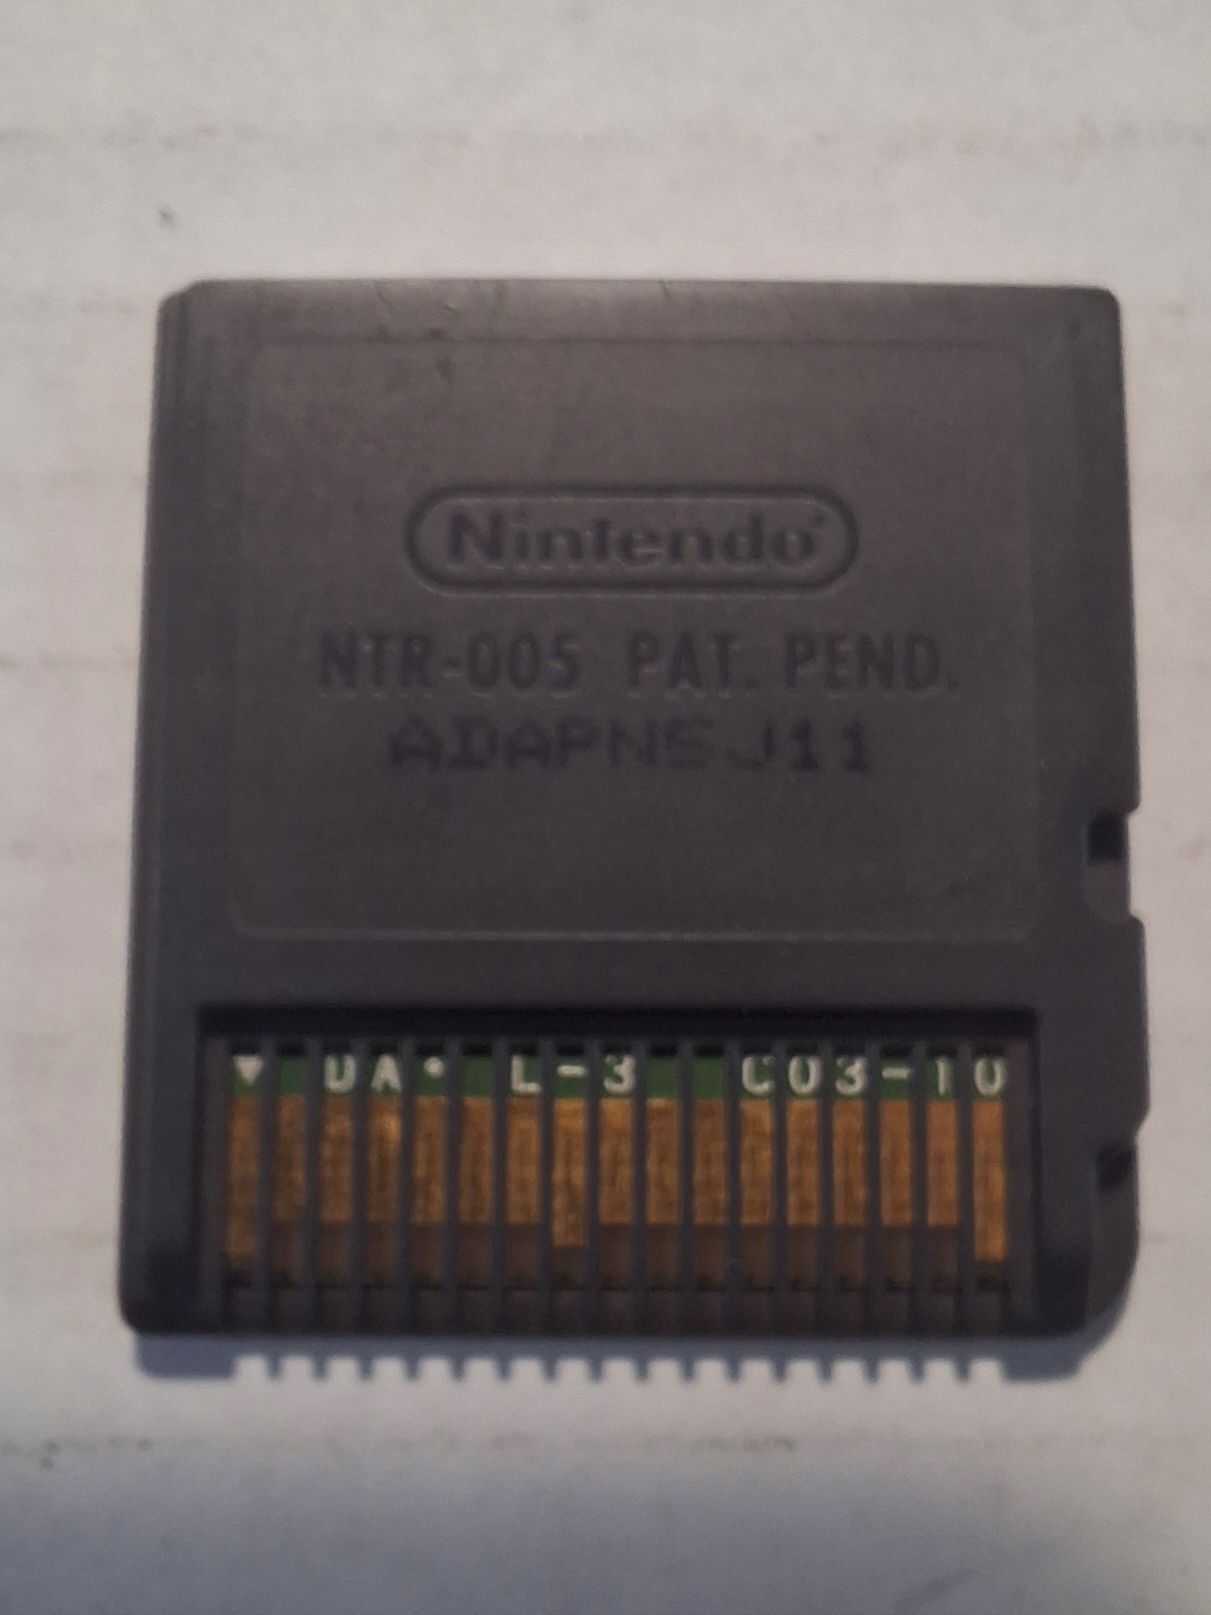 Nintendo
NTR-005 PAT. PEND.
ADAPNSJ11
▼ DA• L-3 C03-10